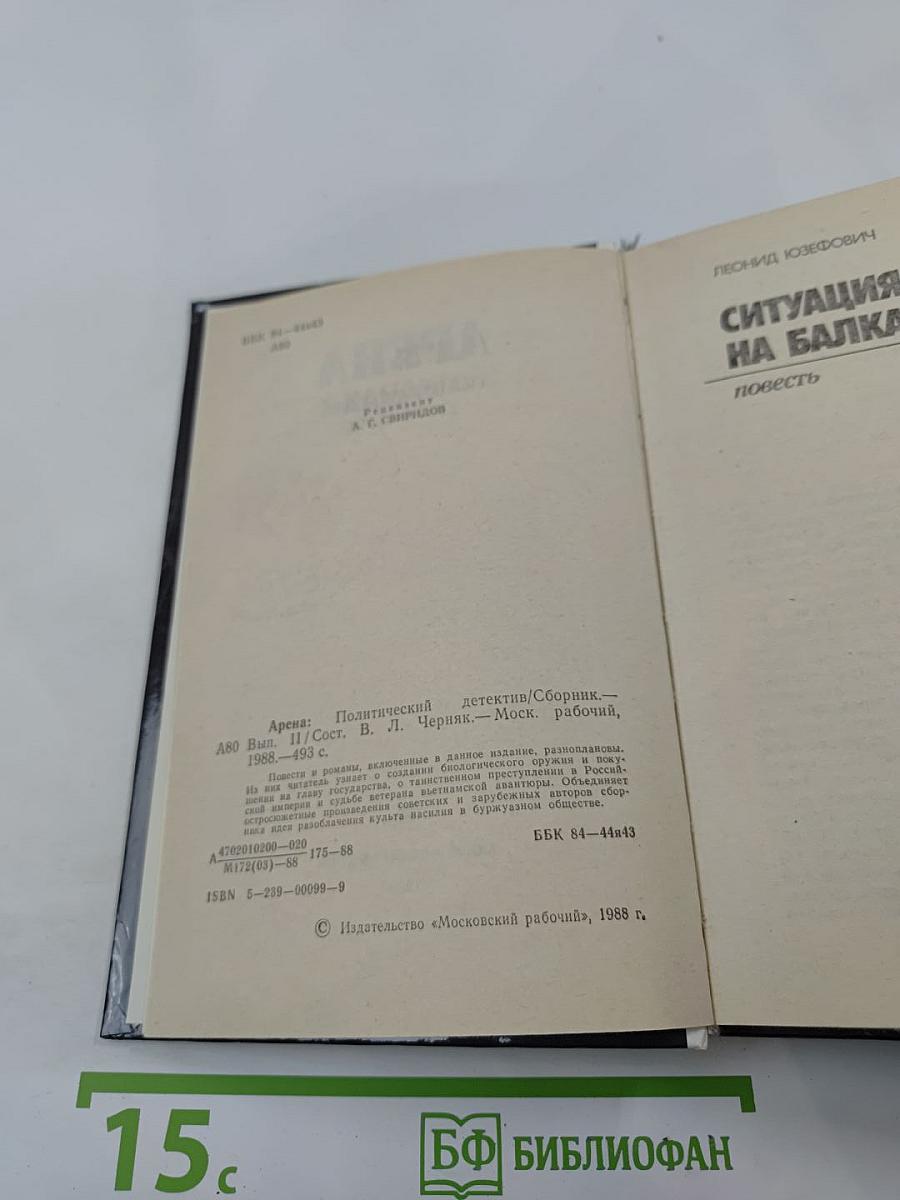 ББК 84—44я43
А80
Рецензент
А. Г. СВИРИДОВ
Арена: Политический детектив/Сборник.—
А80 Вып. II/Сост. В. Л. Черняк.— Моск. рабочий,
1988.—493 с.
Повести и романы, включенные в данное издание, разноплановы.
Из них читатель узнает о создании биологического оружия и поку-
шении на главу государства, о таинственном преступлении в Россий-
ской империи и судьбе ветерана вьетнамской авантюры. Объединяет
остросюжетные произведения советских и зарубежных авторов сбор-
ника идея разоблачения культа насилия в буржуазном обществе.
А 4702010200—020
М172(03)—88 175—88
ББК 84—44я43
ISBN 5—239—00099—9
© Издательство «Московский рабочий», 1988 г.
ЛЕОНИД ЮЗЕФОВИЧ
СИТУАЦИЯ
НА БАЛКА
повесть
15 с
БФ БИБЛИОФАН